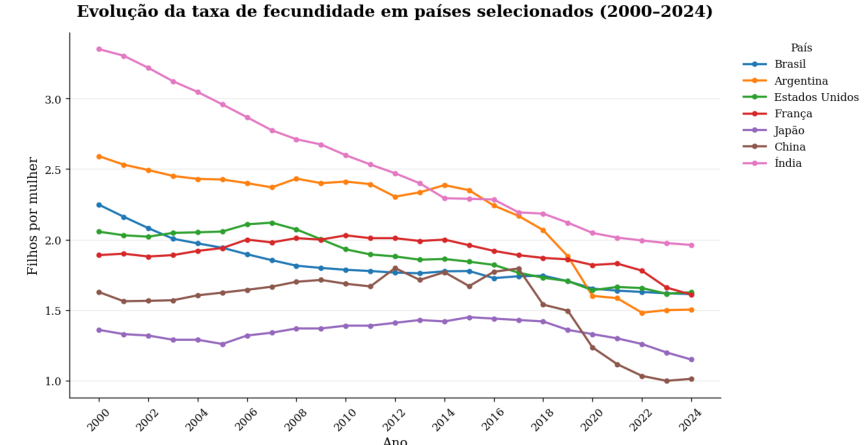 Evolução da taxa de fecundidade em países selecionados (2000–2024)
Filhos por mulher
3.0
2.5
2.0
1.5
1.0
2000
2002
2004
2006
2008
2010
2012
2014
2016
2018
2020
2022
2024
Ano
País
Brasil
Argentina
Estados Unidos
França
Japão
China
Índia